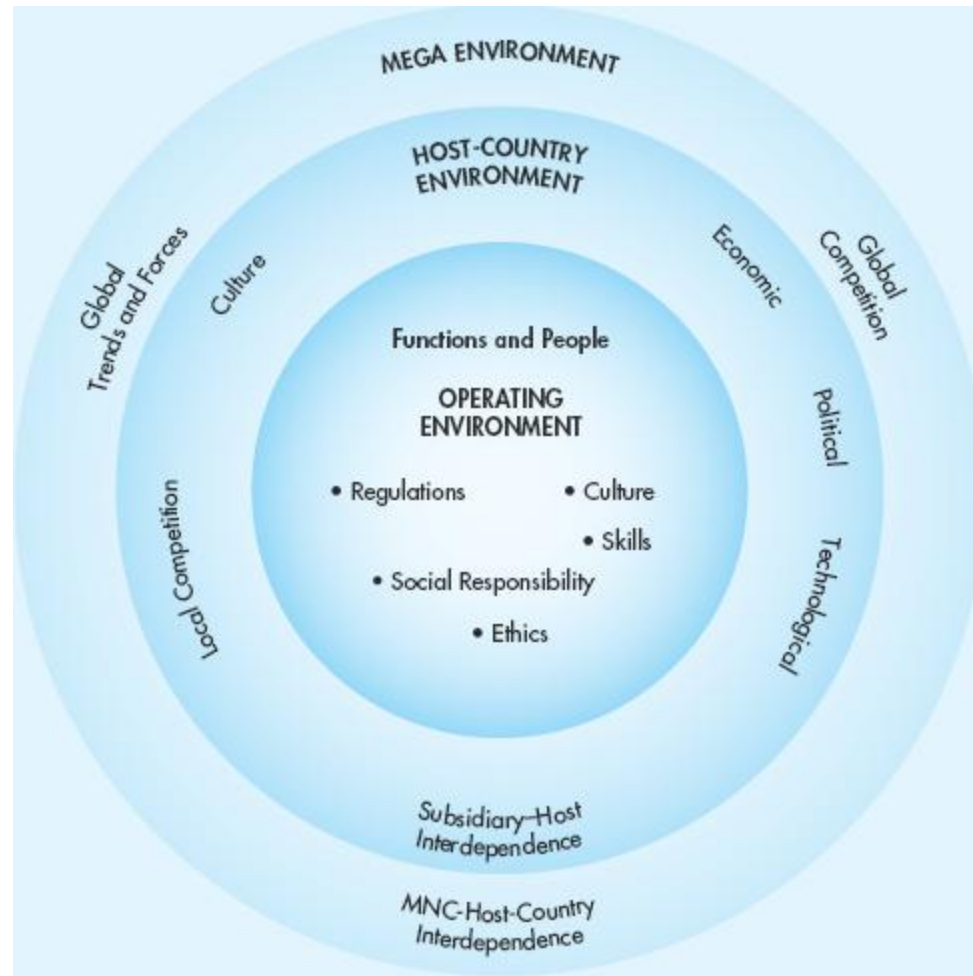 MEGA ENVIRONMENT
HOST-COUNTRY
ENVIRONMENT
Global
Trends and Forces
Culture
Economic
Global
Competition
Functions and People
OPERATING
ENVIRONMENT
Political
• Regulations
• Culture
• Skills
• Social Responsibility
• Ethics
Local Competition
Technological
Subsidiary–Host
Interdependence
MNC-Host-Country
Interdependence